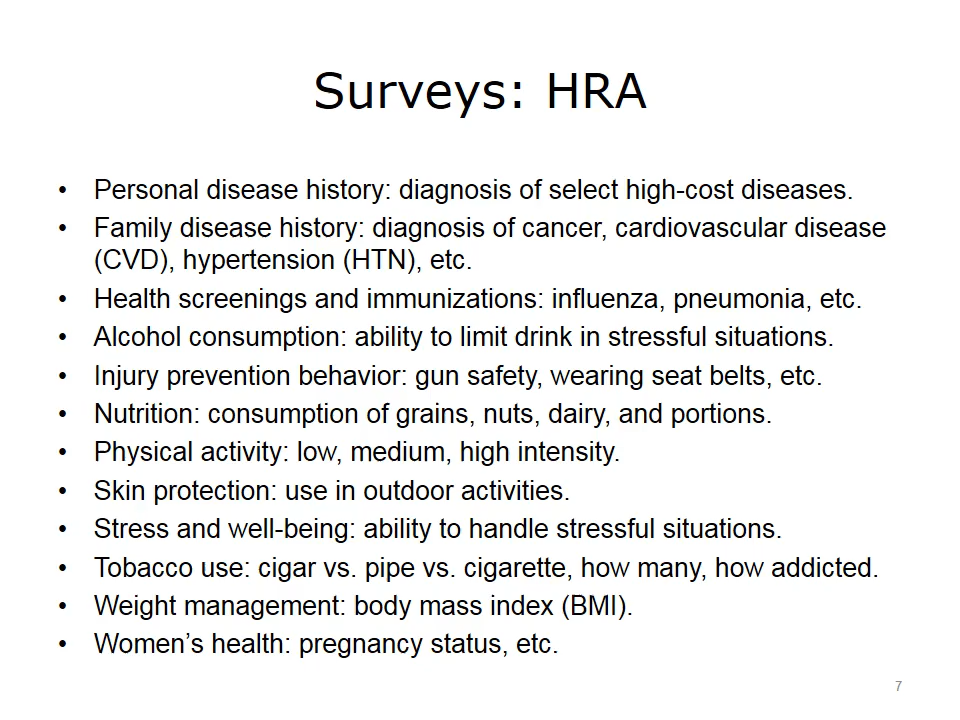 Surveys: HRA
• Personal disease history: diagnosis of select high-cost diseases.
• Family disease history: diagnosis of cancer, cardiovascular disease
(CVD), hypertension (HTN), etc.
• Health screenings and immunizations: influenza, pneumonia, etc.
• Alcohol consumption: ability to limit drink in stressful situations.
• Injury prevention behavior: gun safety, wearing seat belts, etc.
• Nutrition: consumption of grains, nuts, dairy, and portions.
• Physical activity: low, medium, high intensity.
• Skin protection: use in outdoor activities.
• Stress and well-being: ability to handle stressful situations.
• Tobacco use: cigar vs. pipe vs. cigarette, how many, how addicted.
• Weight management: body mass index (BMI).
• Women’s health: pregnancy status, etc.
7